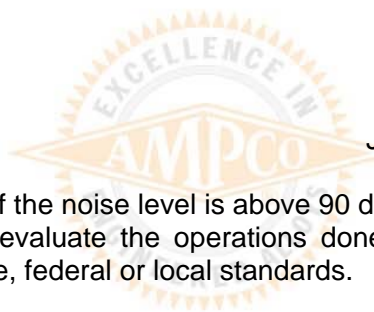 EXCELLENCE IN
AMPCO
f the noise level is above 90 d
evaluate the operations done
e, federal or local standards.